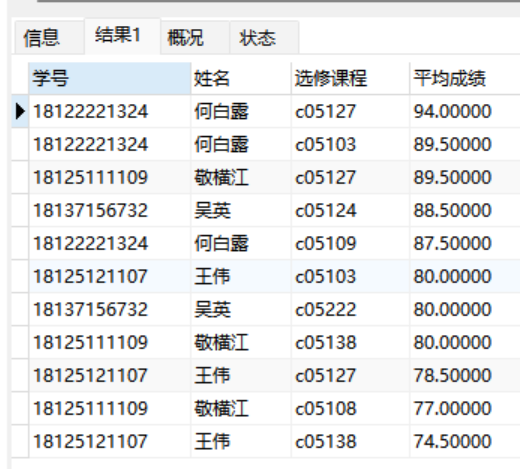 信息 结果1 概况 状态
学号 姓名 选修课程 平均成绩
18122221324 何白露 c05127 94.00000
18122221324 何白露 c05103 89.50000
18125111109 敬横江 c05127 89.50000
18137156732 吴英 c05124 88.50000
18122221324 何白露 c05109 87.50000
18125121107 王伟 c05103 80.00000
18137156732 吴英 c05222 80.00000
18125111109 敬横江 c05138 80.00000
18125121107 王伟 c05127 78.50000
18125111109 敬横江 c05108 77.00000
18125121107 王伟 c05138 74.50000